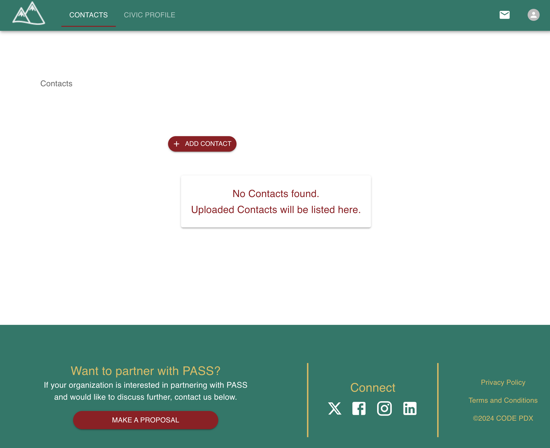 CONTACTS
CIVIC PROFILE
Contacts
+ ADD CONTACT
No Contacts found.
Uploaded Contacts will be listed here.
Want to partner with PASS?
If your organization is interested in partnering with PASS
and would like to discuss further, contact us below.
MAKE A PROPOSAL
Connect
Privacy Policy
Terms and Conditions
©2024 CODE PDX